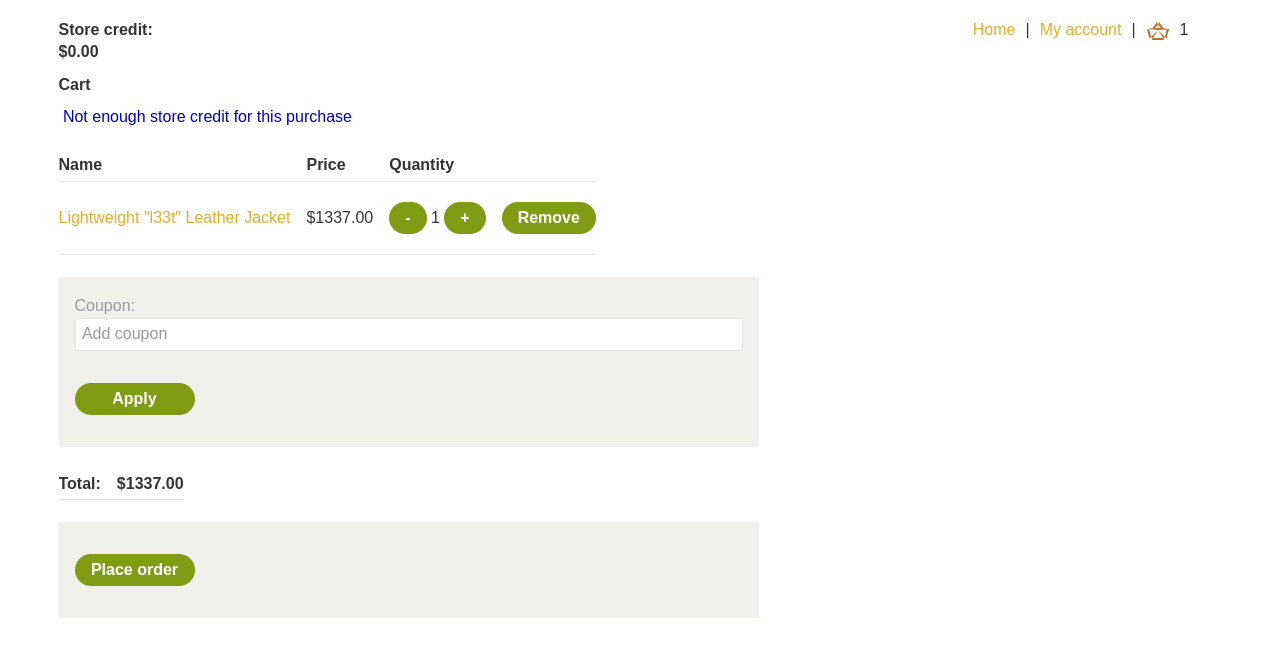 Store credit:
$0.00
Home | My account | 1
Cart
Not enough store credit for this purchase
Name Price Quantity
Lightweight "l33t" Leather Jacket $1337.00 - 1 + Remove
Coupon:
Add coupon
Apply
Total: $1337.00
Place order